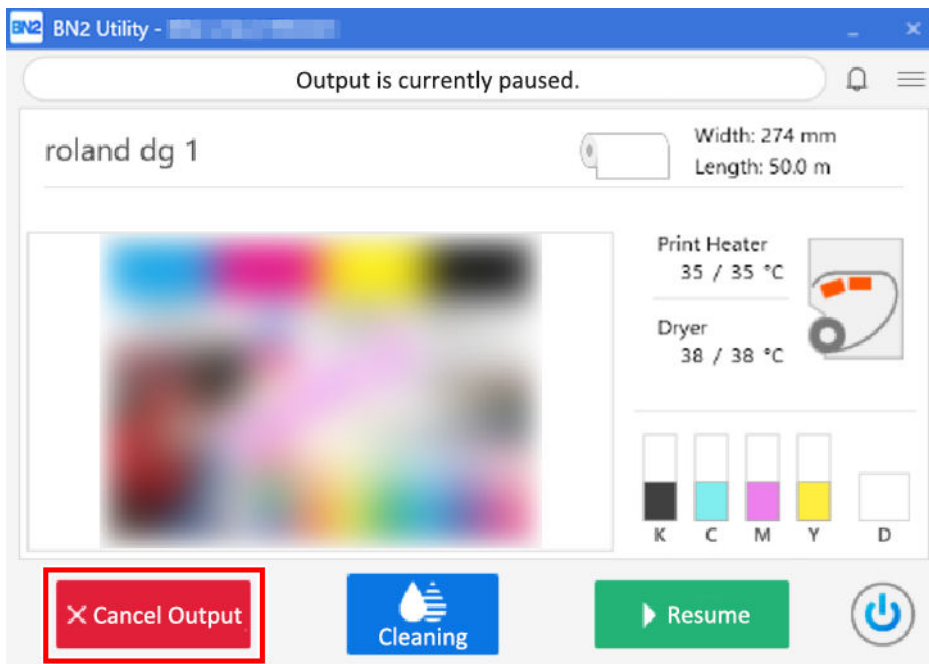 BN2 BN2 Utility -
Output is currently paused.
roland dg 1
Width: 274 mm
Length: 50.0 m
Print Heater
35 / 35 °C
Dryer
38 / 38 °C
K C M Y D
Cancel Output
Cleaning
Resume